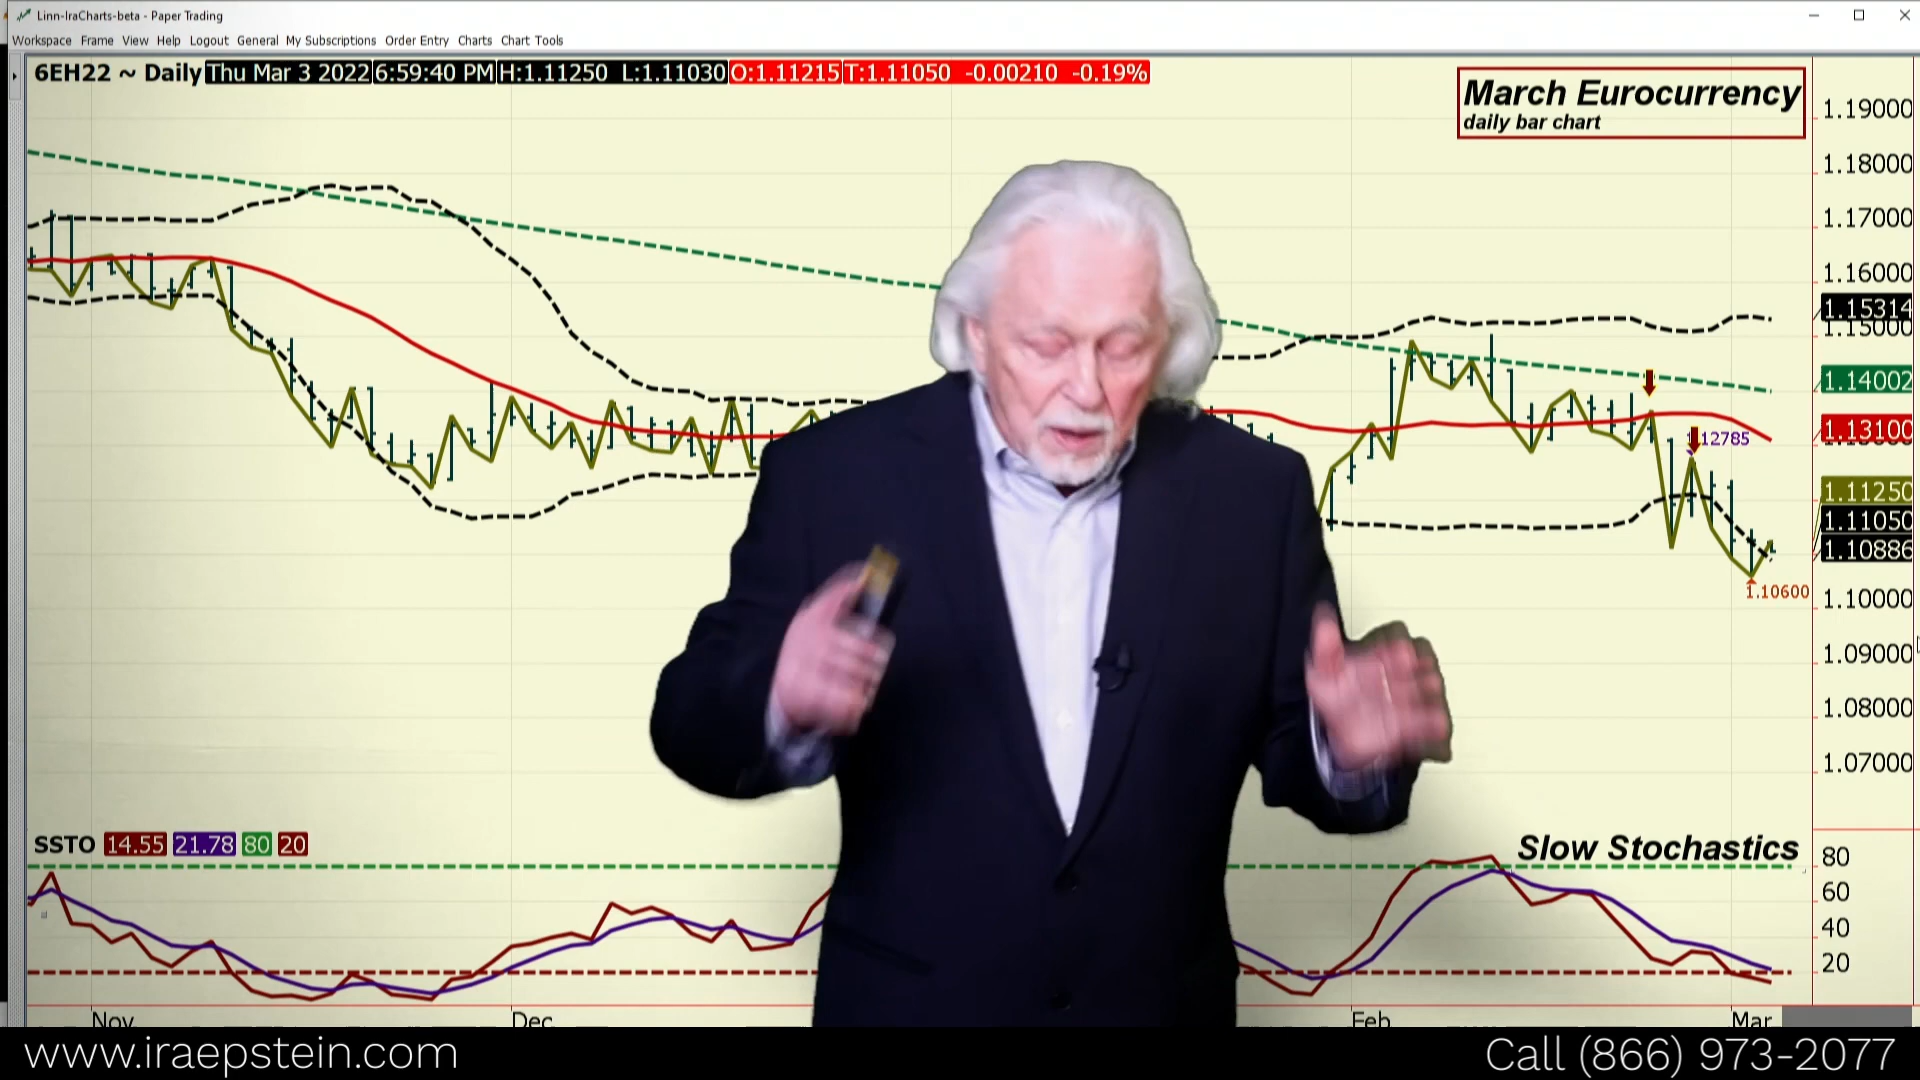 Linn-IraCharts-beta - Paper Trading
Workspace Frame View Help Logout General My Subscriptions Order Entry Charts Chart Tools
6EH22 ~ Daily Thu Mar 3 2022 6:59:40 PM H:1.11250 L:1.11030 O:1.11215 T:1.11050 -0.00210 -0.19%
March Eurocurrency
daily bar chart
1.19000
1.18000
1.17000
1.16000
1.15314
1.15000
1.14002
1.13100
1.12785
1.11250
1.11050
1.10886
1.10600
1.10000
1.09000
1.08000
1.07000
SSTO 14.55 21.78 80 20
Slow Stochastics
80
60
40
20
Nov Dec Feb Mar
www.iraepstein.com
Call (866) 973-2077